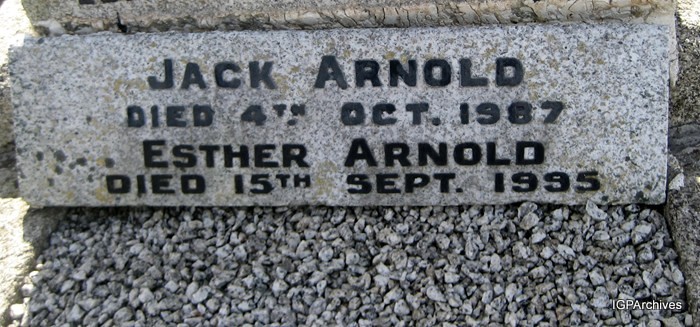 JACK ARNOLD
DIED 4TH OCT. 1987
ESTHER ARNOLD
DIED 15TH SEPT. 1995
IGPArchives